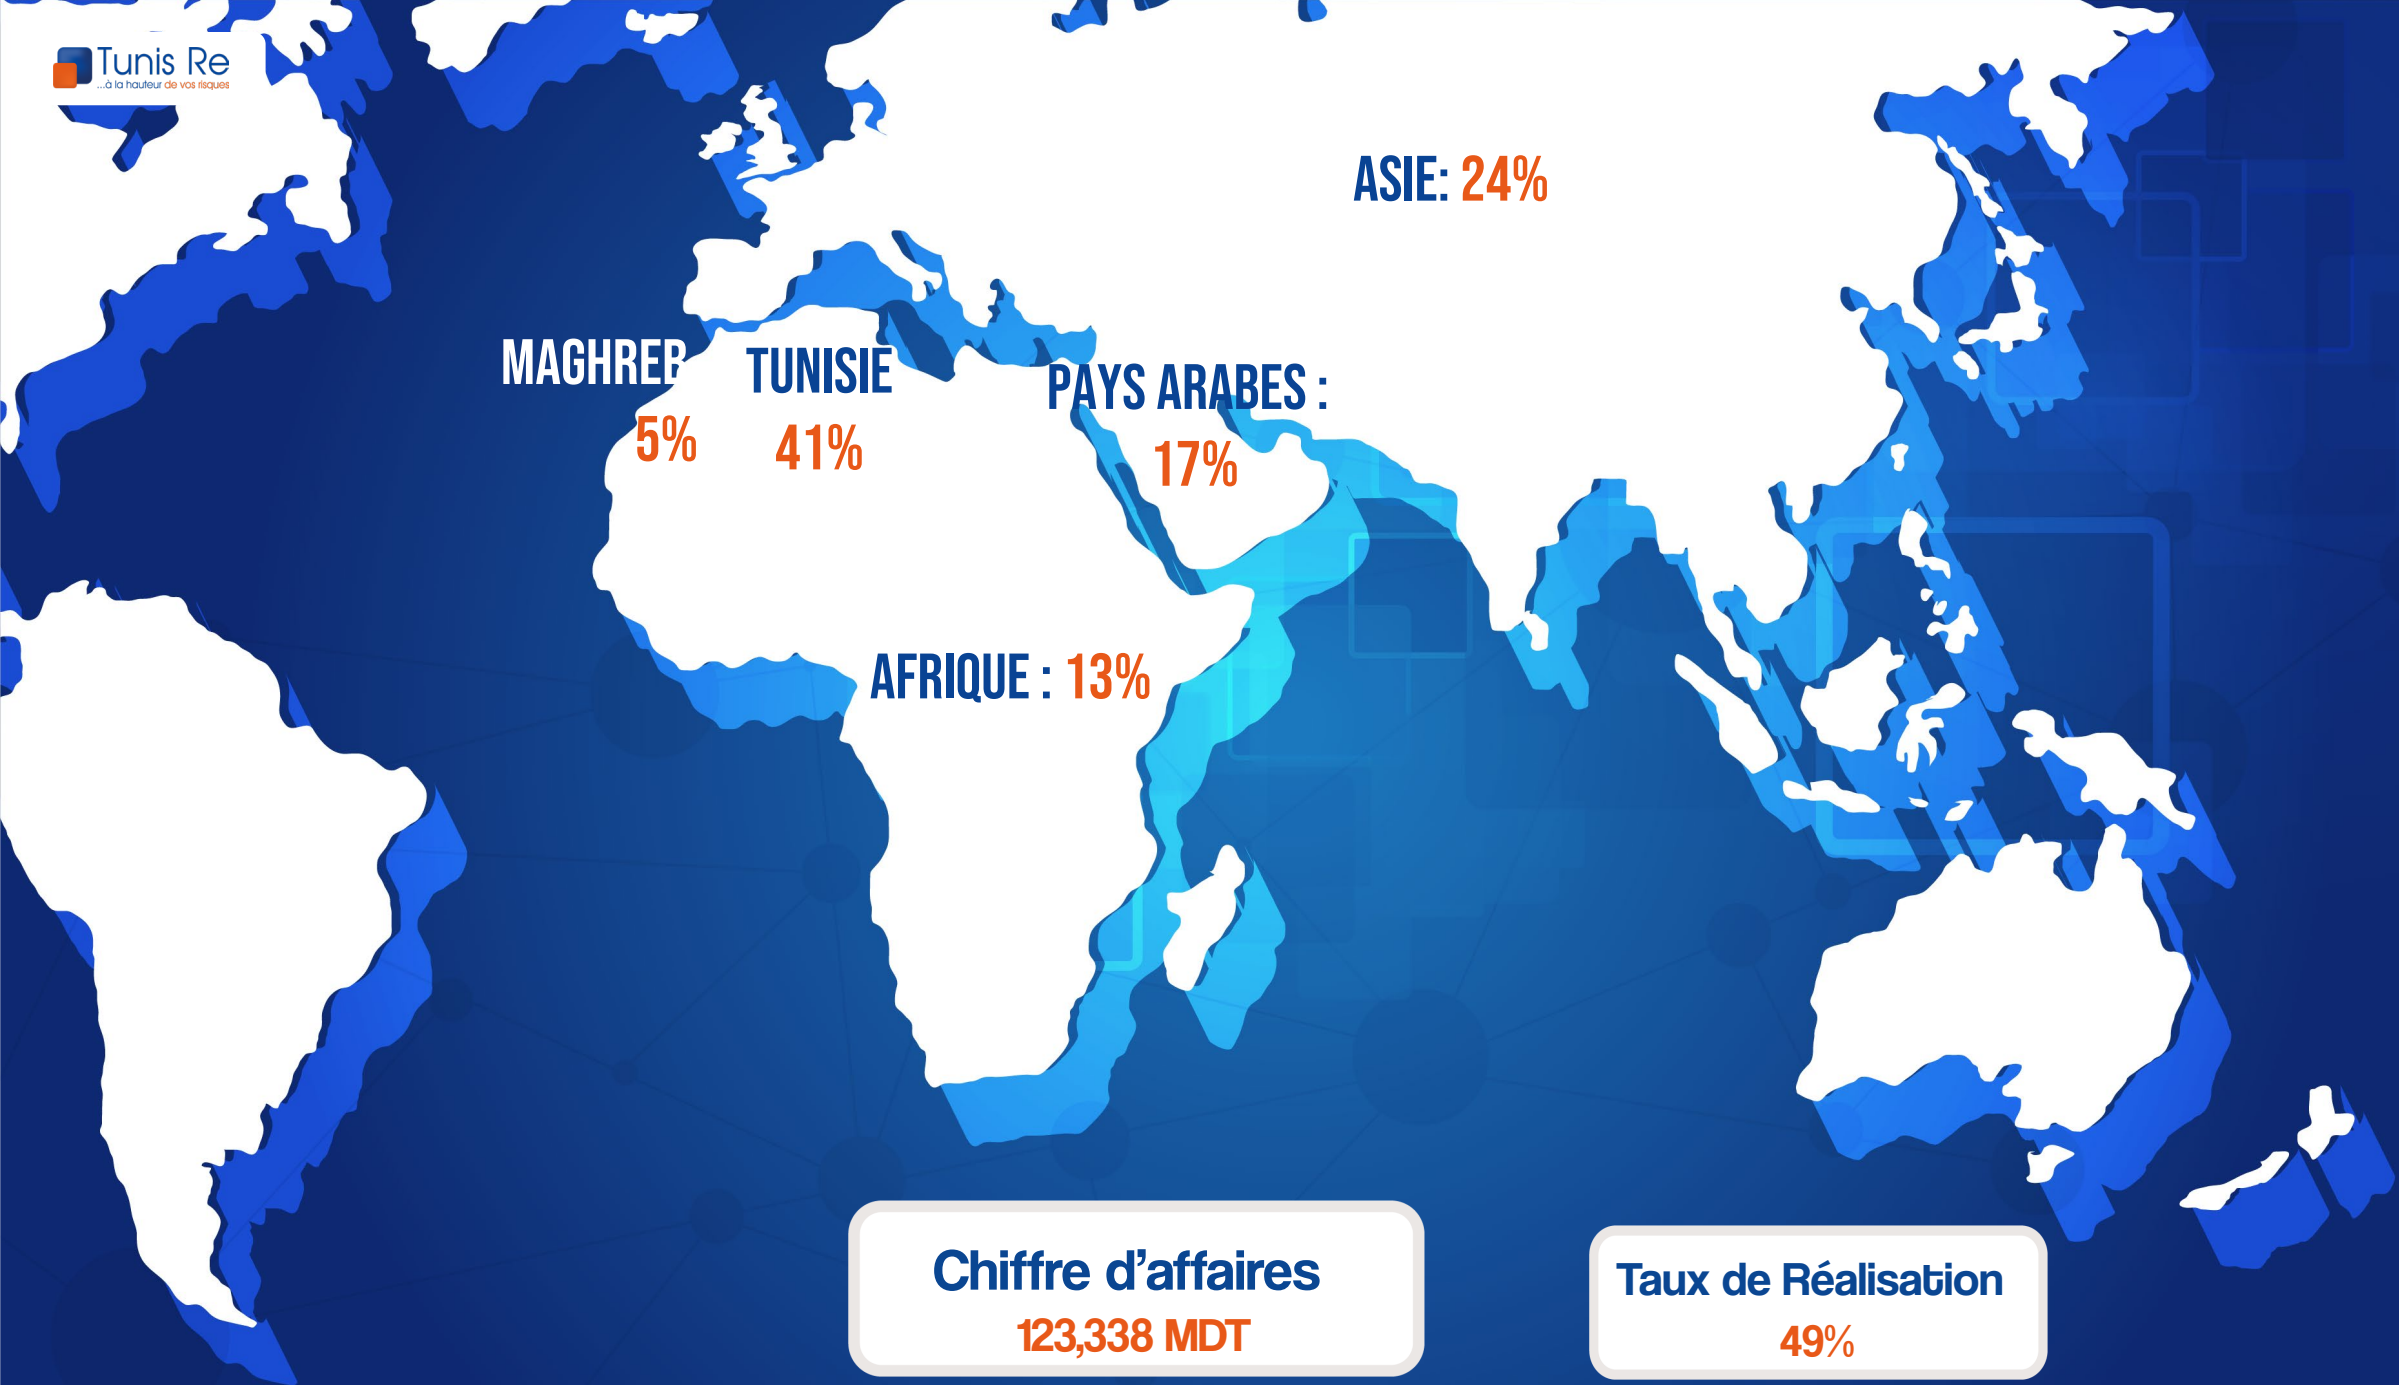 Tunis Re
...à la hauteur de vos risques
ASIE: 24%
MAGHREB
5%
TUNISIE
41%
PAYS ARABES :
17%
AFRIQUE : 13%
Chiffre d'affaires
123,338 MDT
Taux de Réalisation
49%